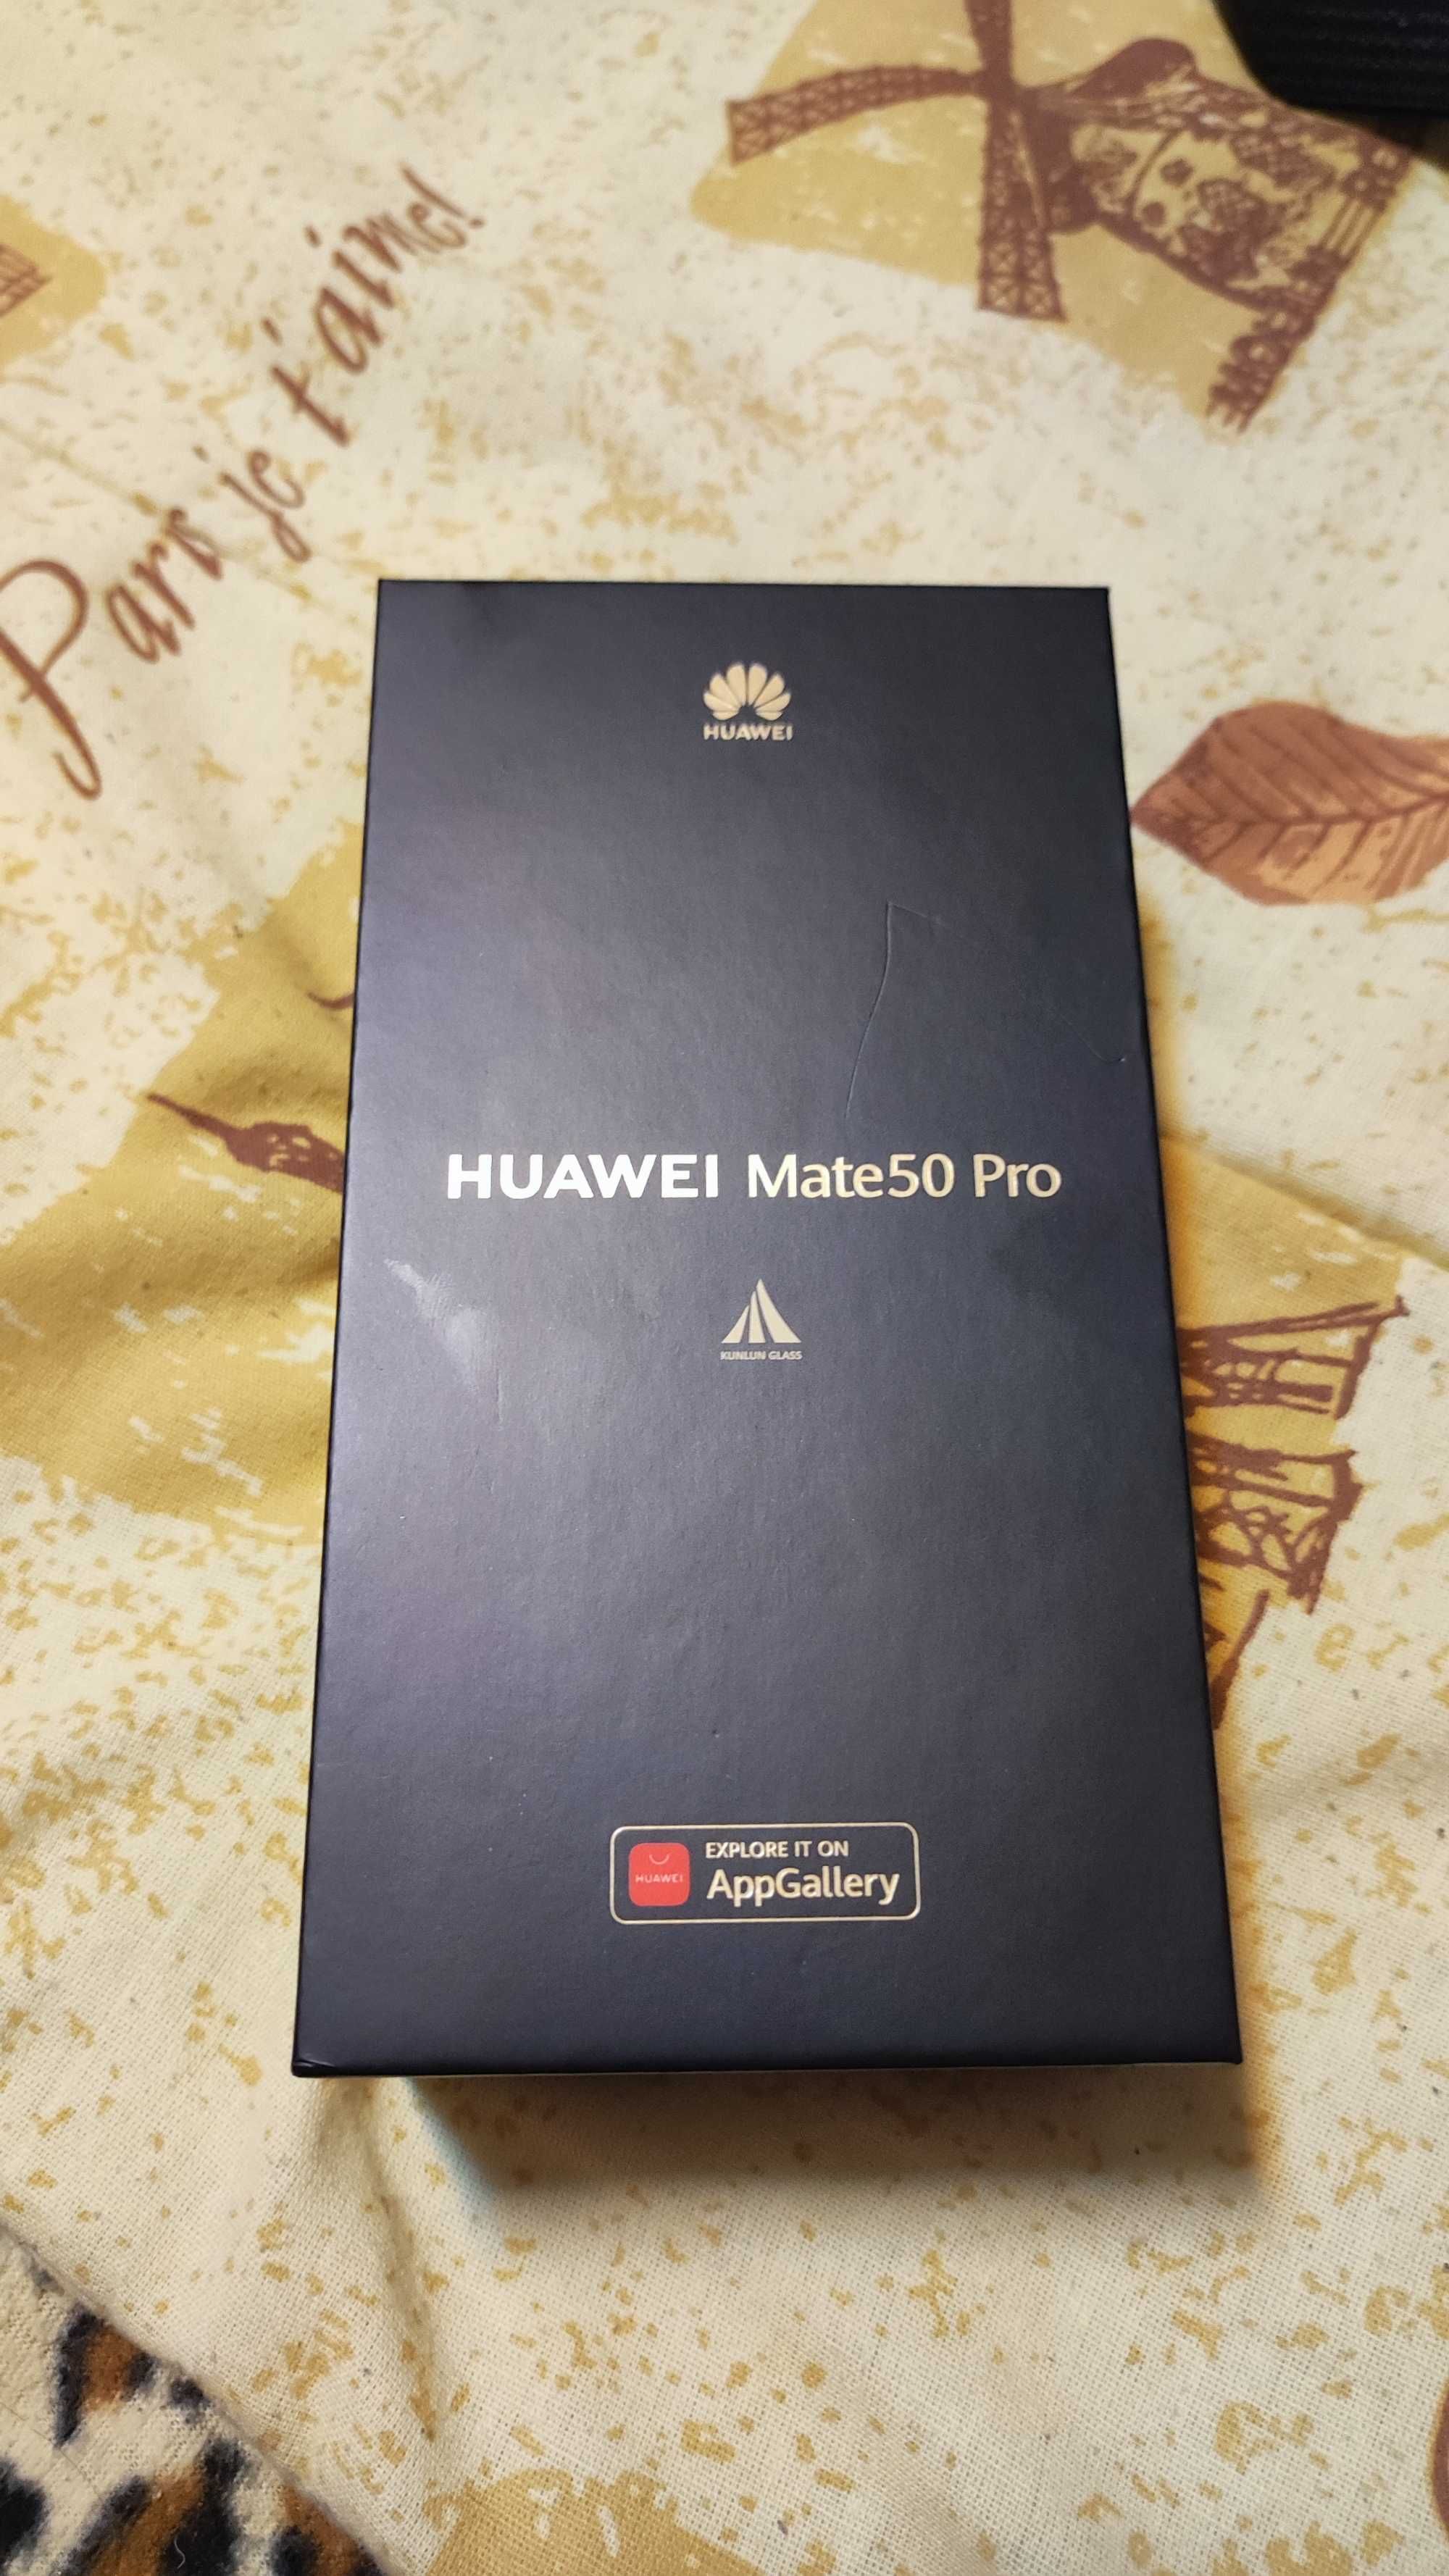 Paris je t'aime!
HUAWEI
HUAWEI Mate50 Pro
KUNLUN GLASS
EXPLORE IT ON
HUAWEI
AppGallery